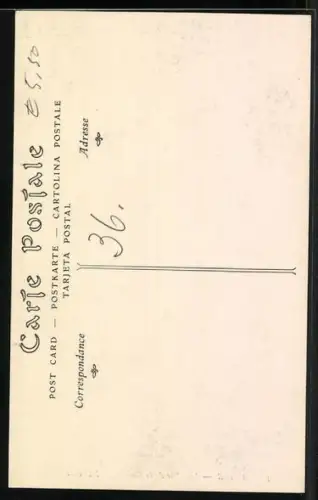 Carte Postale € 5,50
POST CARD — POSTKARTE — CARTOLINA POSTALE
TARJETA POSTAL
Correspondance
Adresse
36.